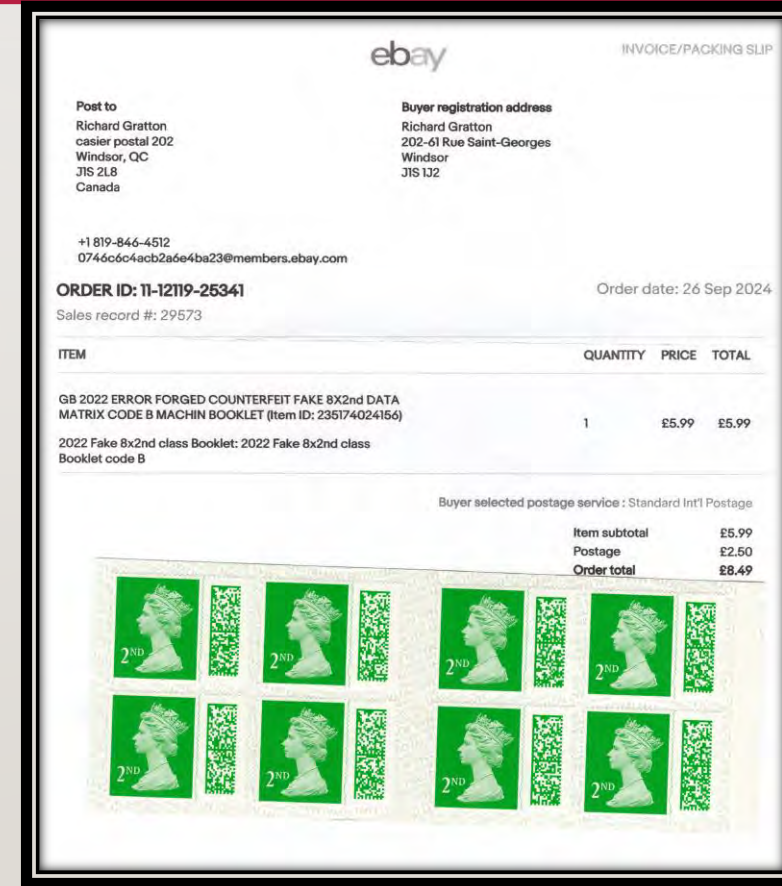 ebay
INVOICE/PACKING SLIP
Post to
Richard Gratton
casier postal 202
Windsor, QC
J1S 2L8
Canada
Buyer registration address
Richard Gratton
202-61 Rue Saint-Georges
Windsor
J1S 1J2
+1 819-846-4512
0746c6c4acb2a6e4ba23@members.ebay.com
ORDER ID: 11-12119-25341
Order date: 26 Sep 2024
Sales record #: 29573
ITEM QUANTITY PRICE TOTAL
GB 2022 ERROR FORGED COUNTERFEIT FAKE 8X2nd DATA
MATRIX CODE B MACHIN BOOKLET (Item ID: 235174024156)
1 £5.99 £5.99
2022 Fake 8x2nd class Booklet: 2022 Fake 8x2nd class
Booklet code B
Buyer selected postage service : Standard Int'l Postage
Item subtotal £5.99
Postage £2.50
Order total £8.49
2ND 2ND 2ND 2ND
2ND 2ND 2ND 2ND